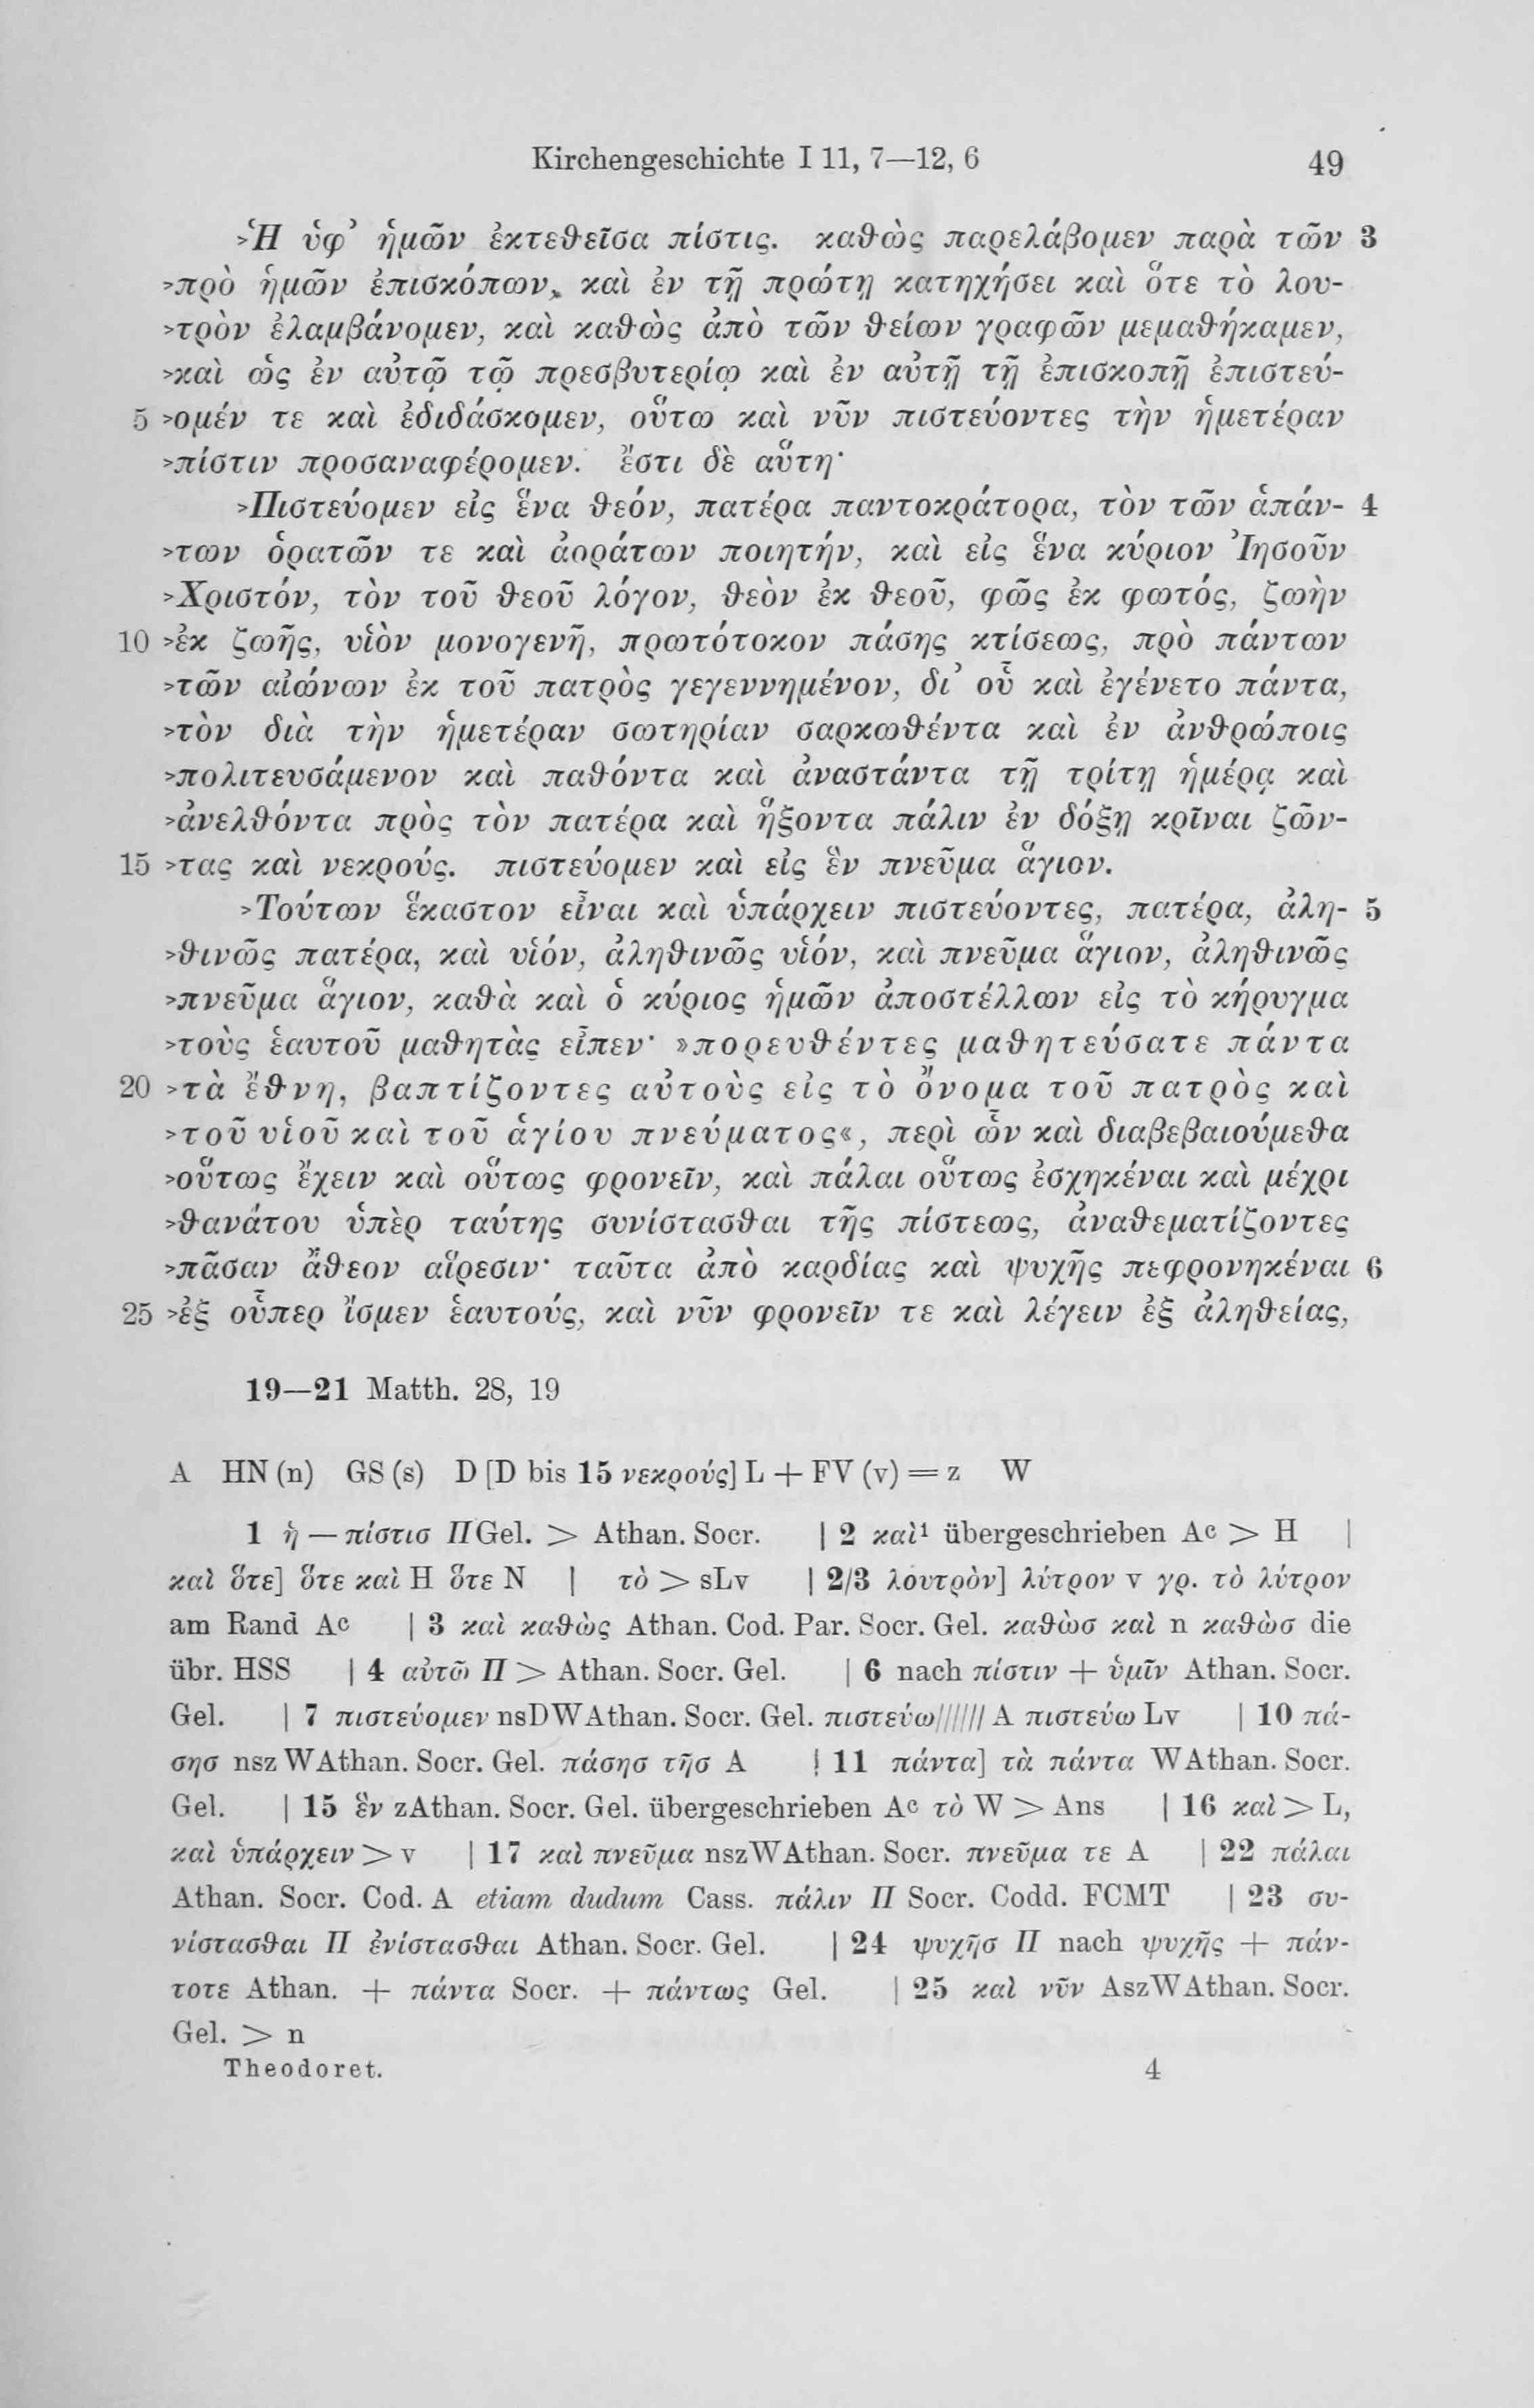 Kirchengeschichte I 11, 7—12, 6 49
>Ἡ ὑφ᾽ ἡμῶν ἐκτεθεῖσα πίστις. καθὼς παρελάβομεν παρὰ τῶν 3
>πρὸ ἡμῶν ἐπισκόπων, καὶ ἐν τῇ πρώτῃ κατηχήσει καὶ ὅτε τὸ λου-
>τρὸν ἐλαμβάνομεν, καὶ καθὼς ἀπὸ τῶν θείων γραφῶν μεμαθήκαμεν,
>καὶ ὡς ἐν αὐτῷ τῷ πρεσβυτερίῳ καὶ ἐν αὐτῇ τῇ ἐπισκοπῇ ἐπιστεύ-
5 >ομέν τε καὶ ἐδιδάσκομεν, οὕτω καὶ νῦν πιστεύοντες τὴν ἡμετέραν
>πίστιν προσαναφέρομεν. ἔστι δὲ αὕτη·
>Πιστεύομεν εἰς ἕνα θεόν, πατέρα παντοκράτορα, τὸν τῶν ἁπάν- 4
>των ὁρατῶν τε καὶ ἀοράτων ποιητήν, καὶ εἰς ἕνα κύριον Ἰησοῦν
>Χριστόν, τὸν τοῦ θεοῦ λόγον, θεὸν ἐκ θεοῦ, φῶς ἐκ φωτός, ζωὴν
10 >ἐκ ζωῆς, υἱὸν μονογενῆ, πρωτότοκον πάσης κτίσεως, πρὸ πάντων
>τῶν αἰώνων ἐκ τοῦ πατρὸς γεγεννημένον, δι᾽ οὗ καὶ ἐγένετο πάντα,
>τὸν διὰ τὴν ἡμετέραν σωτηρίαν σαρκωθέντα καὶ ἐν ἀνθρώποις
>πολιτευσάμενον καὶ παθόντα καὶ ἀναστάντα τῇ τρίτῃ ἡμέρᾳ καὶ
>ἀνελθόντα πρὸς τὸν πατέρα καὶ ἥξοντα πάλιν ἐν δόξῃ κρῖναι ζῶν-
15 >τας καὶ νεκρούς. πιστεύομεν καὶ εἰς ἓν πνεῦμα ἅγιον.
>Τούτων ἕκαστον εἶναι καὶ ὑπάρχειν πιστεύοντες, πατέρα, ἀλη- 5
>θινῶς πατέρα, καὶ υἱόν, ἀληθινῶς υἱόν, καὶ πνεῦμα ἅγιον, ἀληθινῶς
>πνεῦμα ἅγιον, καθὰ καὶ ὁ κύριος ἡμῶν ἀποστέλλων εἰς τὸ κήρυγμα
>τοὺς ἑαυτοῦ μαθητὰς εἶπεν· »πορευθέντες μαθητεύσατε πάντα
20 >τὰ ἔθνη, βαπτίζοντες αὐτοὺς εἰς τὸ ὄνομα τοῦ πατρὸς καὶ
>τοῦ υἱοῦ καὶ τοῦ ἁγίου πνεύματος«, περὶ ὧν καὶ διαβεβαιούμεθα
>οὕτως ἔχειν καὶ οὕτως φρονεῖν, καὶ πάλαι οὕτως ἐσχηκέναι καὶ μέχρι
>θανάτου ὑπὲρ ταύτης συνίστασθαι τῆς πίστεως, ἀναθεματίζοντες
>πᾶσαν ἄθεον αἵρεσιν· ταῦτα ἀπὸ καρδίας καὶ ψυχῆς πεφρονηκέναι 6
25 >ἐξ οὗπερ ἴσμεν ἑαυτούς, καὶ νῦν φρονεῖν τε καὶ λέγειν ἐξ ἀληθείας,
19—21 Matth. 28, 19
A HN (n) GS (s) D [D bis 15 νεκρούς] L + FV (v) = z W
1 ἡ — πίστισ Π Gel. > Athan. Socr. | 2 καὶ¹ übergeschrieben Aᶜ > H |
καὶ ὅτε] ὅτε καὶ H ὅτε N | τὸ > sLv | 2/3 λουτρὸν] λύτρον v γρ. τὸ λύτρον
am Rand Aᶜ | 3 καὶ καθὼς Athan. Cod. Par. Socr. Gel. καθὼσ καὶ n καθὼσ die
übr. HSS | 4 αὐτῶ Π > Athan. Socr. Gel. | 6 nach πίστιν + ὑμῖν Athan. Socr.
Gel. | 7 πιστεύομεν nsDWAthan. Socr. Gel. πιστεύω////// A πιστεύω Lv | 10 πά-
σησ nsz WAthan. Socr. Gel. πάσησ τῆσ A | 11 πάντα] τὰ πάντα WAthan. Socr.
Gel. | 15 ἓν zAthan. Socr. Gel. übergeschrieben Aᶜ τὸ W > Ans | 16 καὶ > L,
καὶ ὑπάρχειν > v | 17 καὶ πνεῦμα nszWAthan. Socr. πνεῦμα τε A | 22 πάλαι
Athan. Socr. Cod. A etiam dudum Cass. πάλιν Π Socr. Codd. FCMT | 23 συ-
νίστασθαι Π ἐνίστασθαι Athan. Socr. Gel. | 24 ψυχῆσ Π nach ψυχῆς + πάν-
τοτε Athan. + πάντα Socr. + πάντως Gel. | 25 καὶ νῦν AszWAthan. Socr.
Gel. > n
Theodoret. 4